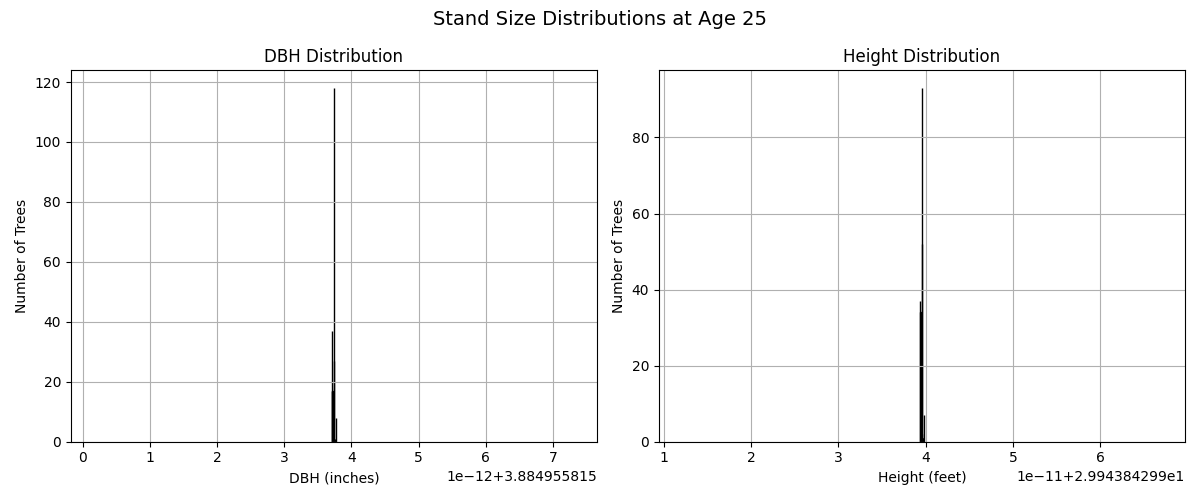 Stand Size Distributions at Age 25
DBH Distribution
Number of Trees
120
100
80
60
40
20
0
0 1 2 3 4 5 6 7
DBH (inches)
1e-12+3.884955815
Height Distribution
Number of Trees
80
60
40
20
0
1 2 3 4 5 6
Height (feet)
1e-11+2.994384299e1